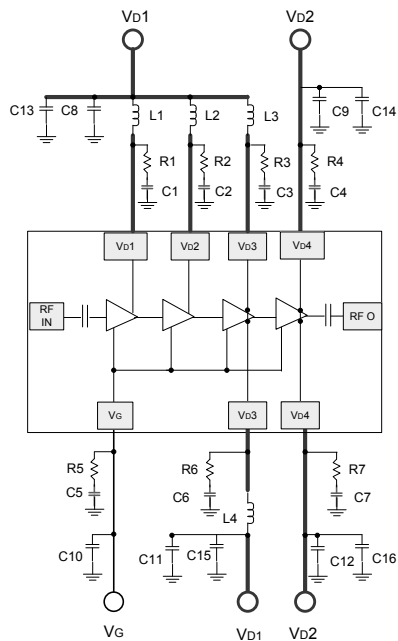 VD1 VD2
C13 C8 L1 L2 L3 C9 C14
R1 R2 R3 R4
C1 C2 C3 C4
VD1 VD2 VD3 VD4
RF IN RF O
VG VD3 VD4
R5 R6 R7
C5 C6 C7
L4
C10 C11 C15 C12 C16
VG VD1 VD2